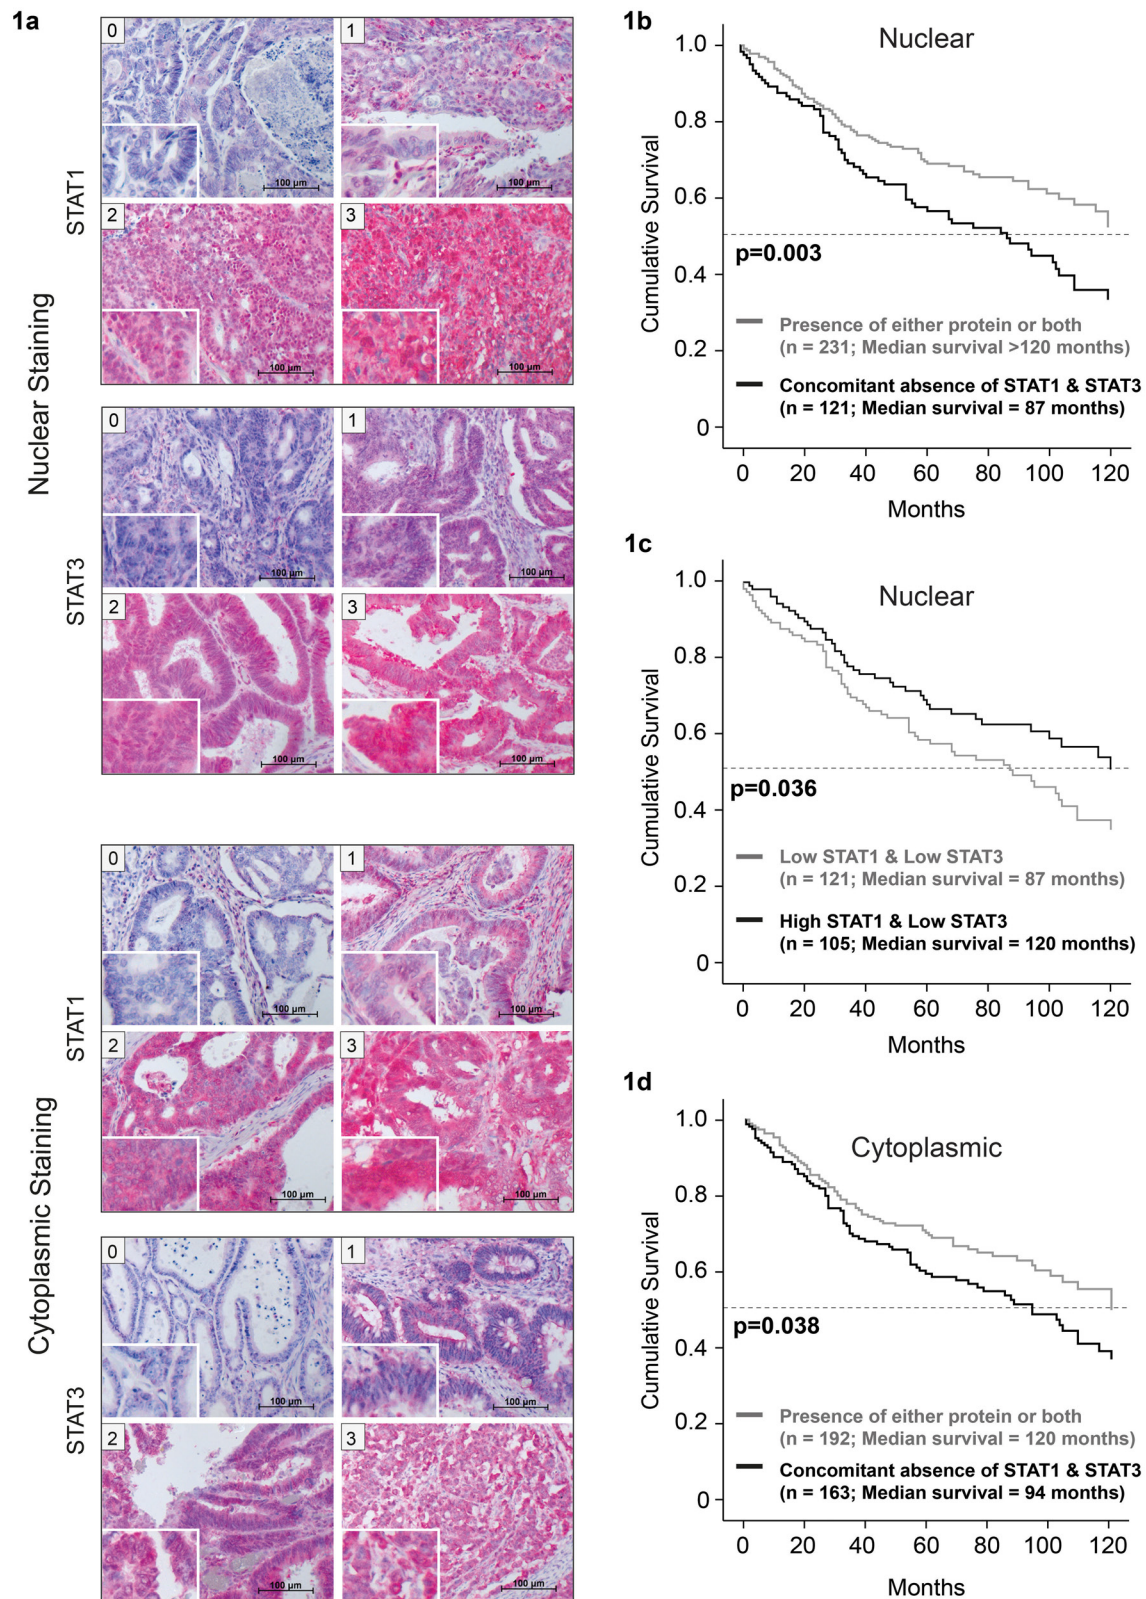 1a
Nuclear Staining
STAT1
0
100 µm
1
100 µm
2
100 µm
3
100 µm
STAT3
0
100 µm
1
100 µm
2
100 µm
3
100 µm
Cytoplasmic Staining
STAT1
0
100 µm
1
100 µm
2
100 µm
3
100 µm
STAT3
0
100 µm
1
100 µm
2
100 µm
3
100 µm
1b
Nuclear
Cumulative Survival
1.0
0.8
0.6
0.4
0.2
0
p=0.003
Presence of either protein or both
(n = 231; Median survival >120 months)
Concomitant absence of STAT1 & STAT3
(n = 121; Median survival = 87 months)
0 20 40 60 80 100 120
Months
1c
Nuclear
Cumulative Survival
1.0
0.8
0.6
0.4
0.2
0
p=0.036
Low STAT1 & Low STAT3
(n = 121; Median survival = 87 months)
High STAT1 & Low STAT3
(n = 105; Median survival = 120 months)
0 20 40 60 80 100 120
Months
1d
Cytoplasmic
Cumulative Survival
1.0
0.8
0.6
0.4
0.2
0
p=0.038
Presence of either protein or both
(n = 192; Median survival = 120 months)
Concomitant absence of STAT1 & STAT3
(n = 163; Median survival = 94 months)
0 20 40 60 80 100 120
Months